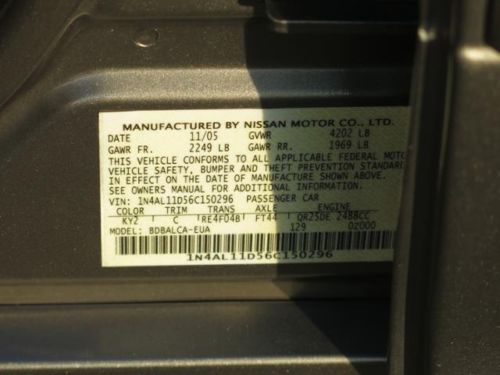 MANUFACTURED BY NISSAN MOTOR CO., LTD.
DATE 11/05 GVWR 4202 LB
GAWR FR. 2249 LB GAWR RR. 1969 LB
THIS VEHICLE CONFORMS TO ALL APPLICABLE FEDERAL MOTOR
VEHICLE SAFETY, BUMPER AND THEFT PREVENTION STANDARD
IN EFFECT ON THE DATE OF MANUFACTURE SHOWN ABOVE.
SEE OWNERS MANUAL FOR ADDITIONAL INFORMATION
VIN: 1N4AL11D56C150296 PASSENGER CAR
COLOR TRIM TRANS AXLE ENGINE
KY2 C RE4F04B FT44 QR25DE 2488CC
MODEL: BDBALCA-EUA 129 02000
1N4AL11D56C150296